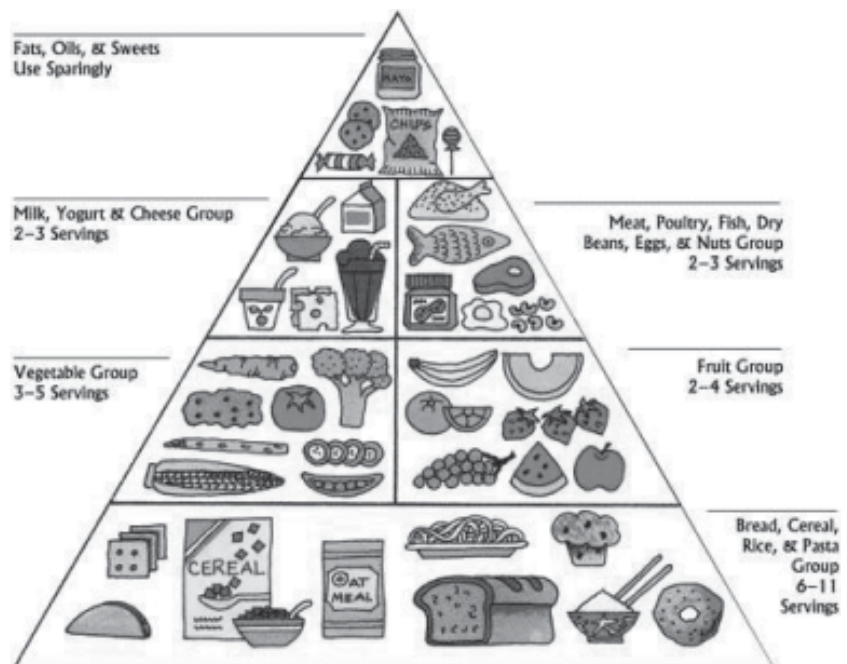 Fats, Oils, & Sweets
Use Sparingly
MAYO
CHIPS
Milk, Yogurt & Cheese Group
2–3 Servings
Meat, Poultry, Fish, Dry
Beans, Eggs, & Nuts Group
2–3 Servings
Vegetable Group
3–5 Servings
Fruit Group
2–4 Servings
Bread, Cereal,
Rice, & Pasta
Group
6–11
Servings
CEREAL
OAT
MEAL